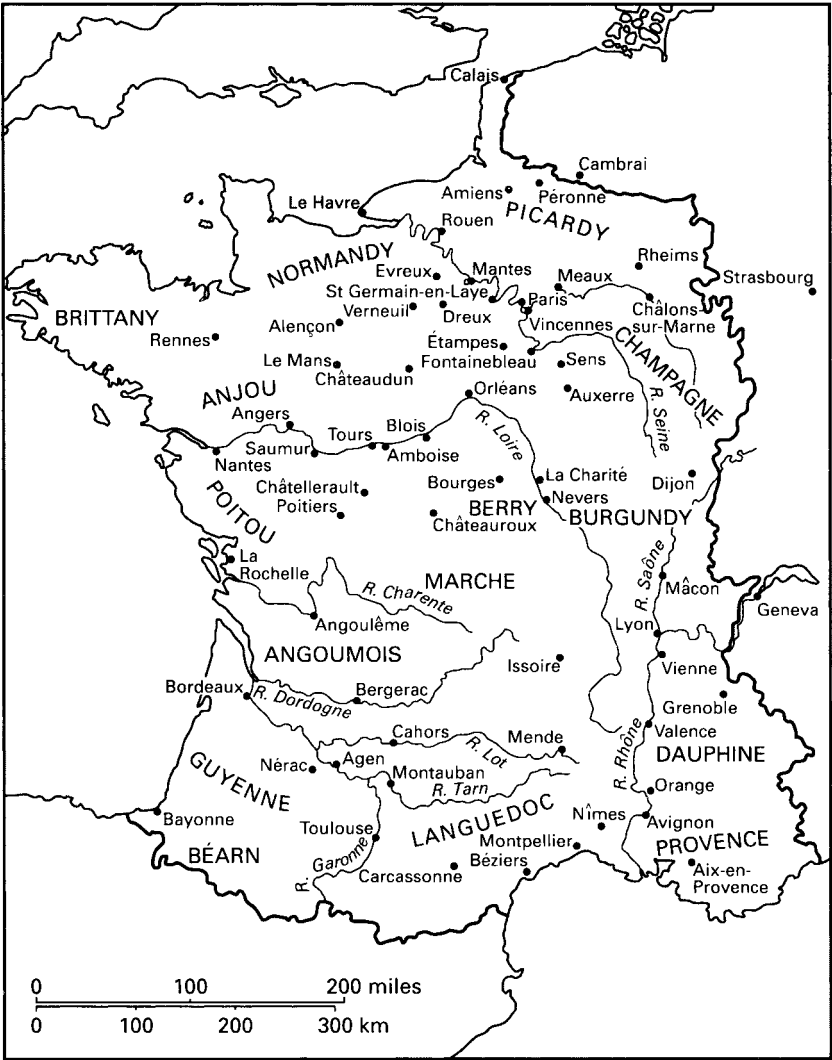 Calais
Cambrai
Amiens
Péronne
PICARDY
Le Havre
Rouen
NORMANDY
Rheims
Evreux
Mantes
Meaux
Strasbourg
St Germain-en-Laye
Paris
Châlons-
sur-Marne
BRITTANY
Verneuil
Dreux
Vincennes
Rennes
Alençon
Étampes
CHAMPAGNE
Le Mans
Fontainebleau
Sens
Châteaudun
ANJOU
Orléans
Auxerre
R. Seine
Angers
Tours
Blois
R. Loire
Nantes
Saumur
Amboise
Châtellerault
Bourges
La Charité
Dijon
POITOU
Poitiers
BERRY
Nevers
Châteauroux
BURGUNDY
La
Rochelle
R. Charente
MARCHE
R. Saône
Mâcon
Geneva
Angoulême
Lyon
ANGOUMOIS
Issoire
Vienne
Bordeaux
R. Dordogne
Bergerac
Grenoble
Cahors
R. Lot
Mende
Valence
R. Rhône
DAUPHINE
GUYENNE
Nérac
Agen
Montauban
R. Tarn
Orange
Bayonne
Toulouse
LANGUEDOC
Nîmes
Avignon
BÉARN
R. Garonne
Montpellier
PROVENCE
Carcassonne
Béziers
Aix-en-
Provence
0 100 200 miles
0 100 200 300 km